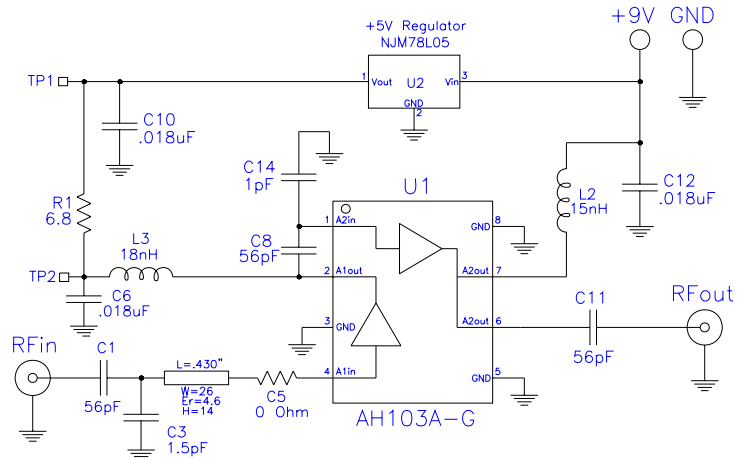 +9V GND
+5V Regulator
NJM78L05
TP1
1 Vout U2 Vin 3
GND
2
C10
.018uF
C14
1pF
U1
L2
15nH
C12
.018uF
R1
6.8
L3
18nH
C8
56pF
1 A2in
GND 8
TP2
2 A1out
A2out 7
C6
.018uF
3 GND
A2out 6
C11
56pF
RFout
RFin
C1
56pF
L=.430"
W=26
Er=4.6
H=14
C5
0 Ohm
4 A1in
GND 5
C3
1.5pF
AH103A-G